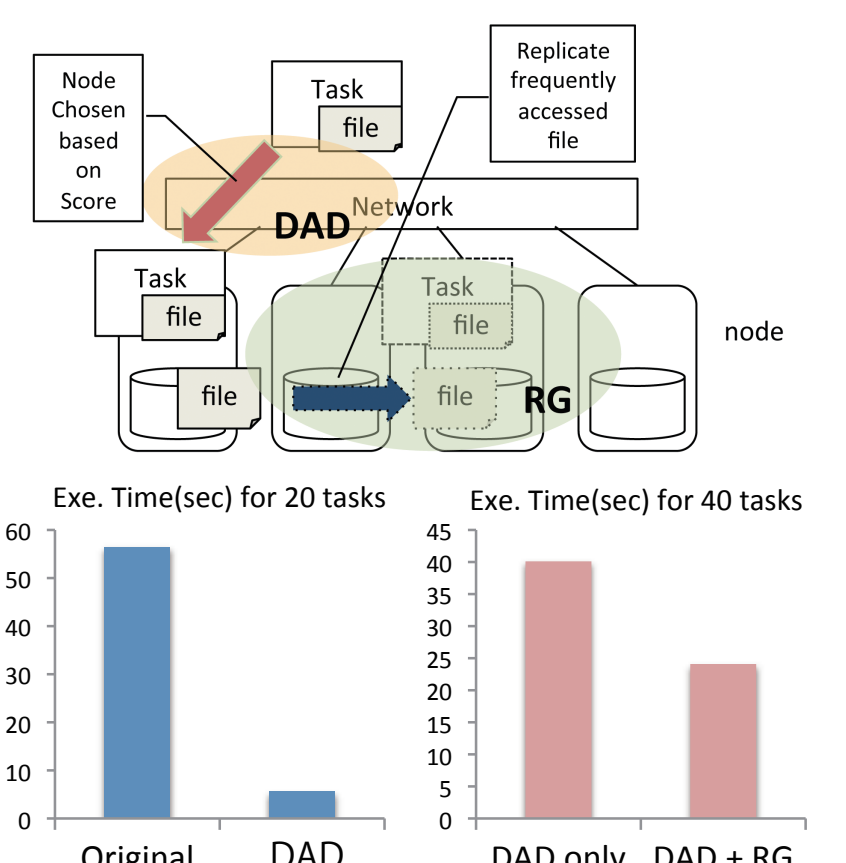 Node
Chosen
based
on
Score
Task
file
Replicate
frequently
accessed
file
Network
DAD
Task
file
file
Task
file
file
RG
node
Exe. Time(sec) for 20 tasks
60
50
40
30
20
10
0
Original
DAD
Exe. Time(sec) for 40 tasks
45
40
35
30
25
20
15
10
5
0
DAD only
DAD + RG